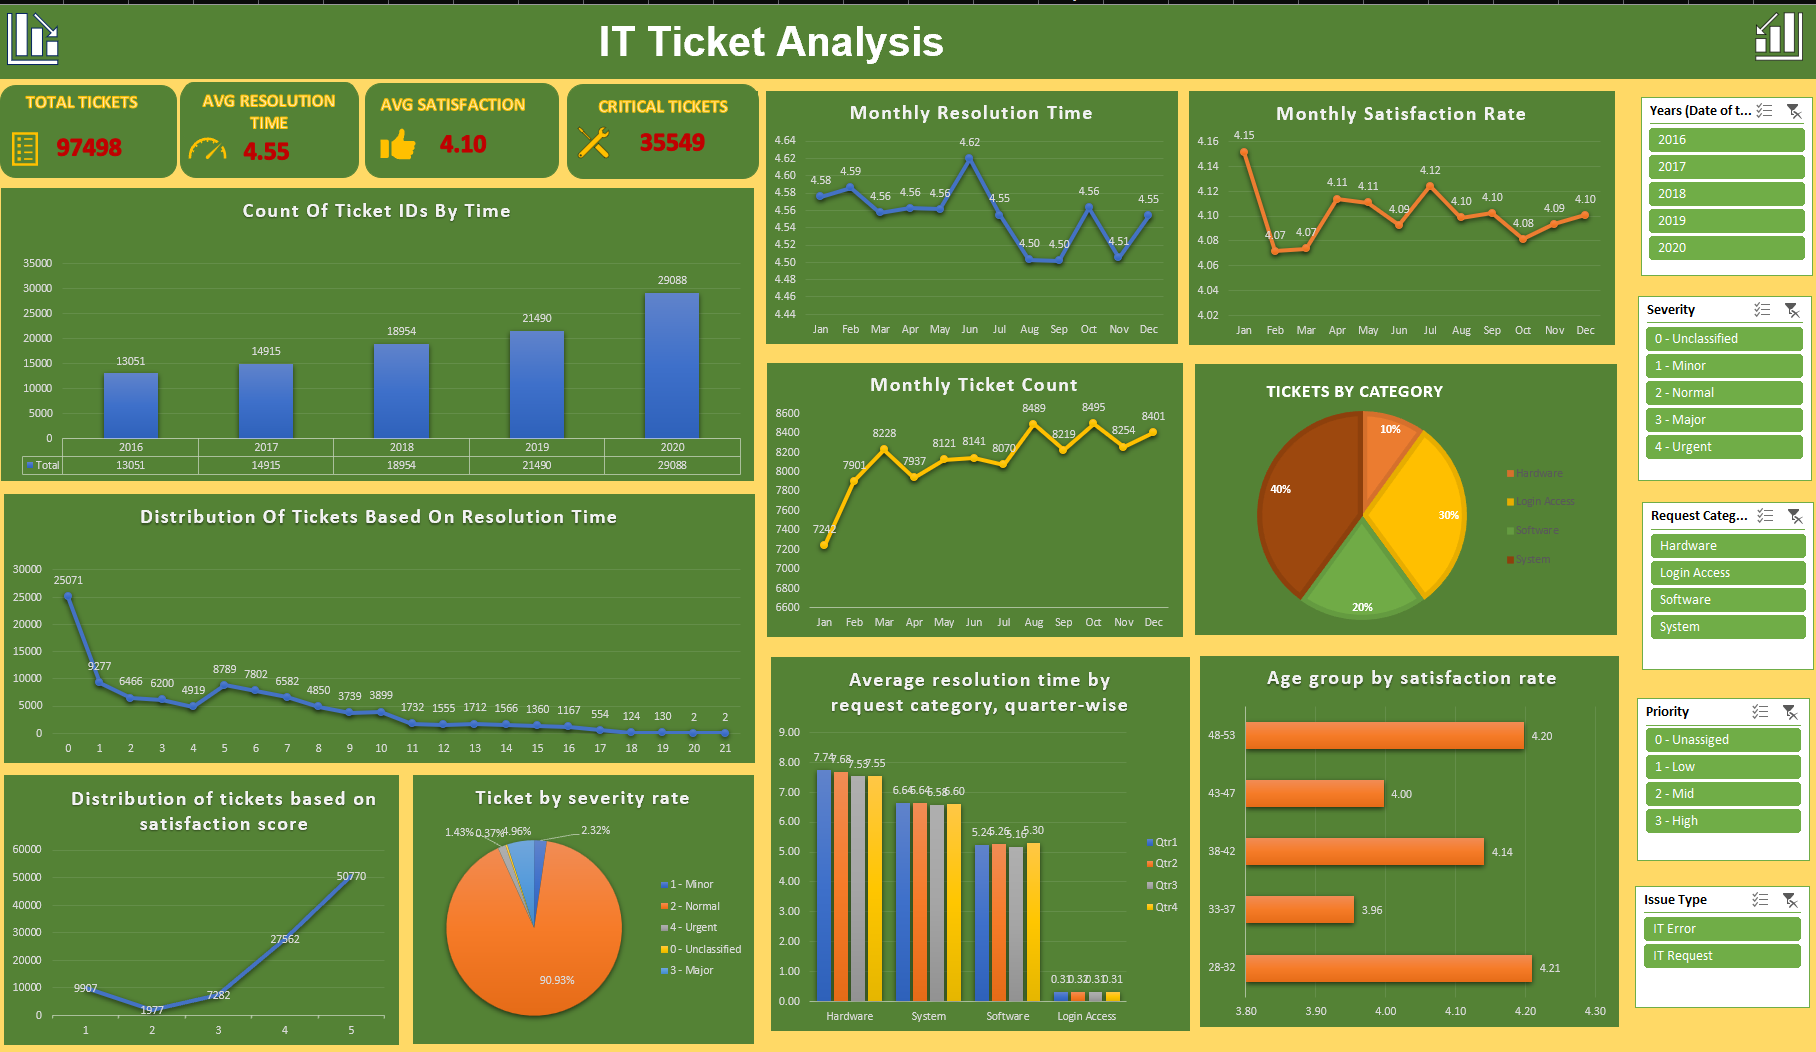 IT Ticket Analysis
TOTAL TICKETS
97498
AVG RESOLUTION
TIME
4.55
AVG SATISFACTION
4.10
CRITICAL TICKETS
35549
Count Of Ticket IDs By Time
35000
30000
25000
20000
15000
10000
5000
0
13051
14915
18954
21490
29088
2016 2017 2018 2019 2020
Total 13051 14915 18954 21490 29088
Distribution Of Tickets Based On Resolution Time
30000
25000
20000
15000
10000
5000
0
25071 9277 6466 6200 4919 8789 7802 6582 4850 3739 3899 1732 1555 1712 1566 1360 1167 554 124 130 2 2
0 1 2 3 4 5 6 7 8 9 10 11 12 13 14 15 16 17 18 19 20 21
Distribution of tickets based on
satisfaction score
60000
50000
40000
30000
20000
10000
0
9907 1977 7282 27562 50770
1 2 3 4 5
Ticket by severity rate
1.43% 0.37% 4.96% 2.32%
90.93%
1 - Minor
2 - Normal
4 - Urgent
0 - Unclassified
3 - Major
Monthly Resolution Time
4.64
4.62
4.60
4.58
4.56
4.54
4.52
4.50
4.48
4.46
4.44
4.58 4.59 4.56 4.56 4.56 4.62 4.55 4.50 4.50 4.56 4.51 4.55
Jan Feb Mar Apr May Jun Jul Aug Sep Oct Nov Dec
Monthly Satisfaction Rate
4.16
4.14
4.12
4.10
4.08
4.06
4.04
4.02
4.15 4.07 4.07 4.11 4.11 4.09 4.12 4.10 4.10 4.08 4.09 4.10
Jan Feb Mar Apr May Jun Jul Aug Sep Oct Nov Dec
Monthly Ticket Count
8600
8400
8200
8000
7800
7600
7400
7200
7000
6800
6600
7242 7901 8228 7937 8121 8141 8070 8489 8219 8495 8254 8401
Jan Feb Mar Apr May Jun Jul Aug Sep Oct Nov Dec
TICKETS BY CATEGORY
10%
30%
20%
40%
Hardware
Login Access
Software
System
Average resolution time by
request category, quarter-wise
9.00
8.00
7.00
6.00
5.00
4.00
3.00
2.00
1.00
0.00
7.74 7.68 7.53 7.55
6.64 6.64 6.58 6.60
5.24 5.26 5.16 5.30
0.31 0.32 0.31 0.31
Hardware System Software Login Access
Qtr1
Qtr2
Qtr3
Qtr4
Age group by satisfaction rate
48-53 4.20
43-47 4.00
38-42 4.14
33-37 3.96
28-32 4.21
3.80 3.90 4.00 4.10 4.20 4.30
Years (Date of t...
2016
2017
2018
2019
2020
Severity
0 - Unclassified
1 - Minor
2 - Normal
3 - Major
4 - Urgent
Request Categ...
Hardware
Login Access
Software
System
Priority
0 - Unassiged
1 - Low
2 - Mid
3 - High
Issue Type
IT Error
IT Request